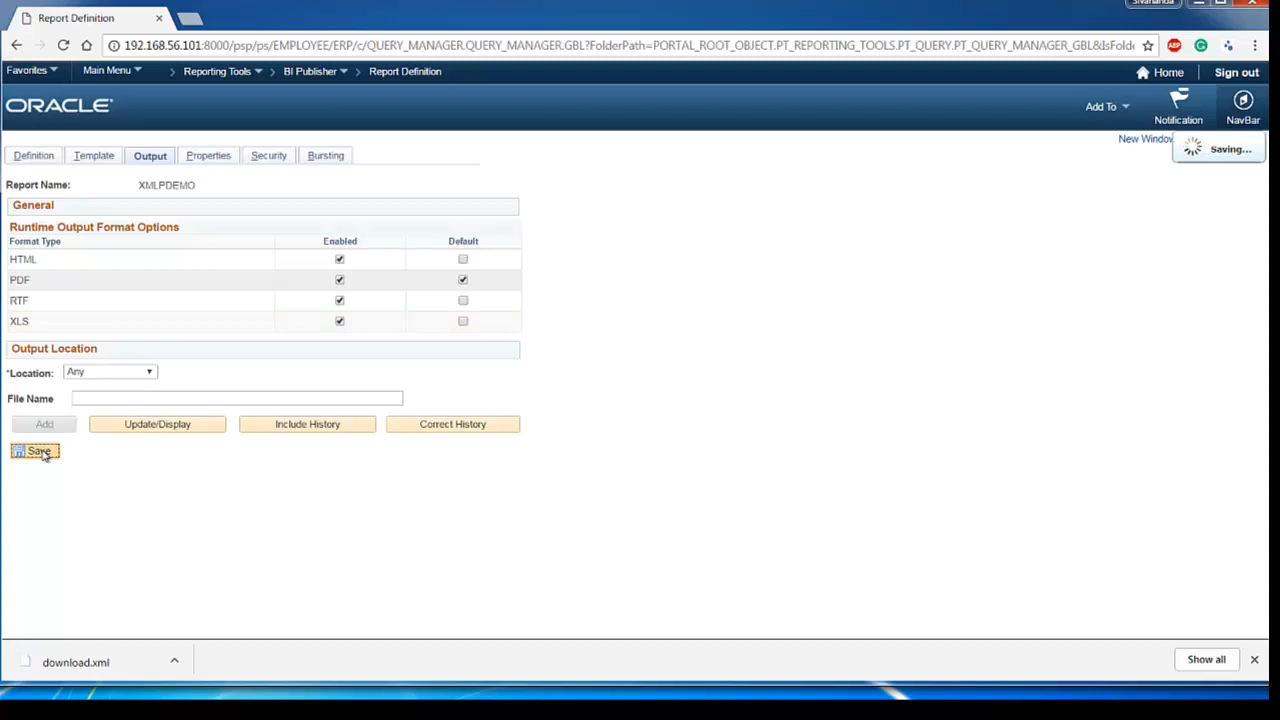 Sivananda
Report Definition
192.168.56.101:8000/psp/ps/EMPLOYEE/ERP/c/QUERY_MANAGER.QUERY_MANAGER.GBL?FolderPath=PORTAL_ROOT_OBJECT.PT_REPORTING_TOOLS.PT_QUERY.PT_QUERY_MANAGER_GBL&IsFolde
ABP
Favorites Main Menu > Reporting Tools > BI Publisher > Report Definition Home Sign out
ORACLE Add To Notification NavBar
New Window Saving...
Definition Template Output Properties Security Bursting
Report Name: XMLPDEMO
General
Runtime Output Format Options
Format Type Enabled Default
HTML
PDF
RTF
XLS
Output Location
*Location: Any
File Name
Add Update/Display Include History Correct History
Save
download.xml Show all